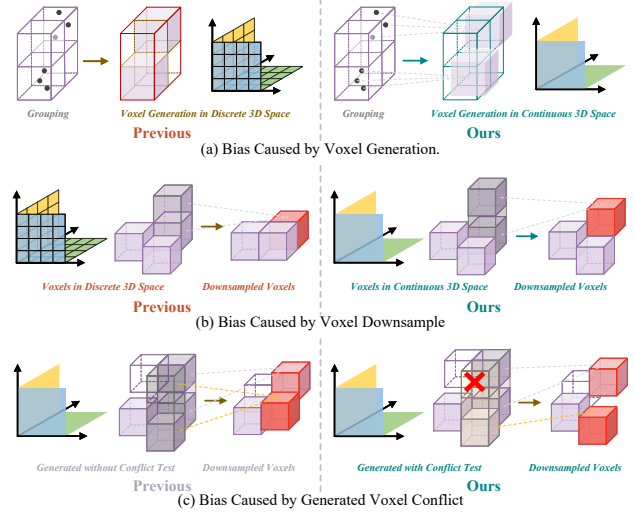 Grouping
Voxel Generation in Discrete 3D Space
Grouping
Voxel Generation in Continuous 3D Space
Previous
Ours
(a) Bias Caused by Voxel Generation.
Voxels in Discrete 3D Space
Downsampled Voxels
Voxels in Continuous 3D Space
Downsampled Voxels
Previous
Ours
(b) Bias Caused by Voxel Downsample
Generated without Conflict Test
Downsampled Voxels
Generated with Conflict Test
Downsampled Voxels
Previous
Ours
(c) Bias Caused by Generated Voxel Conflict